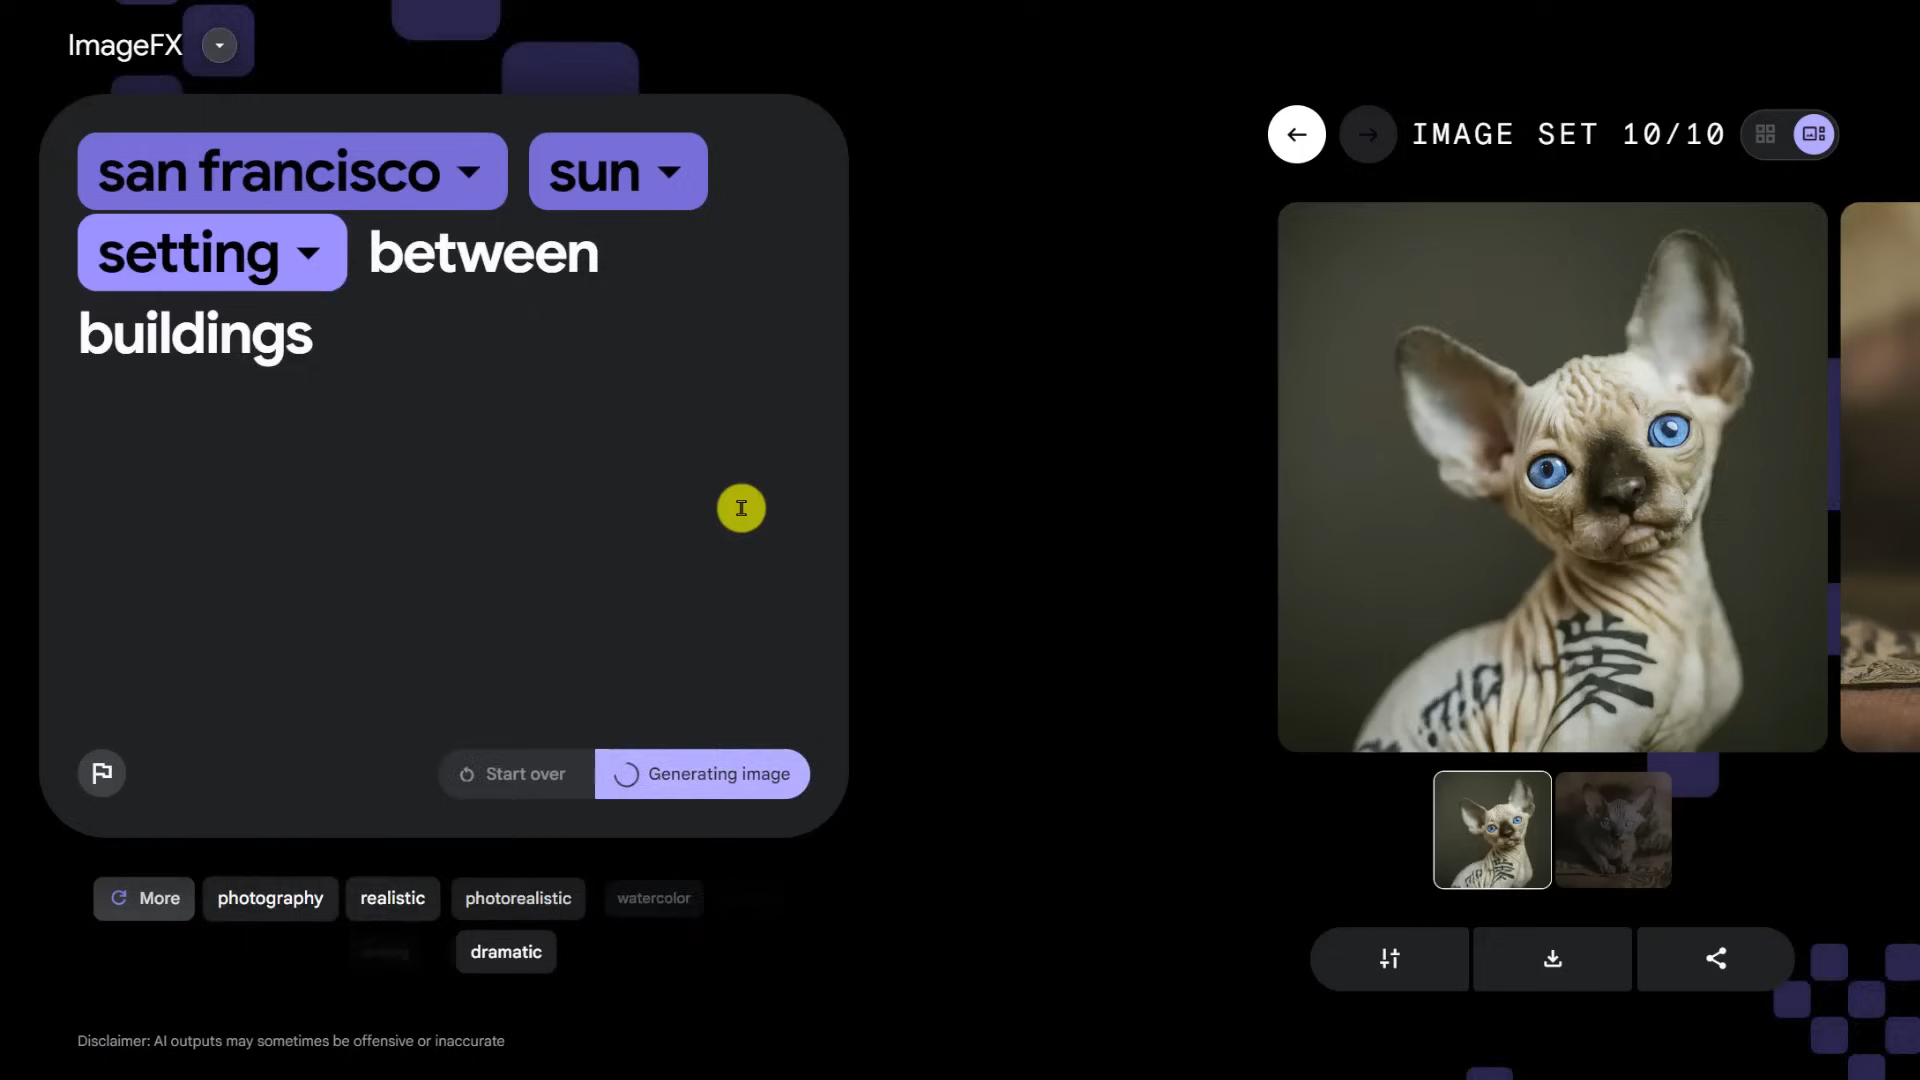 ImageFX
san francisco sun
setting between
buildings
Start over
Generating image
More
photography
realistic
photorealistic
watercolor
dramatic
Disclaimer: AI outputs may sometimes be offensive or inaccurate
IMAGE SET 10/10